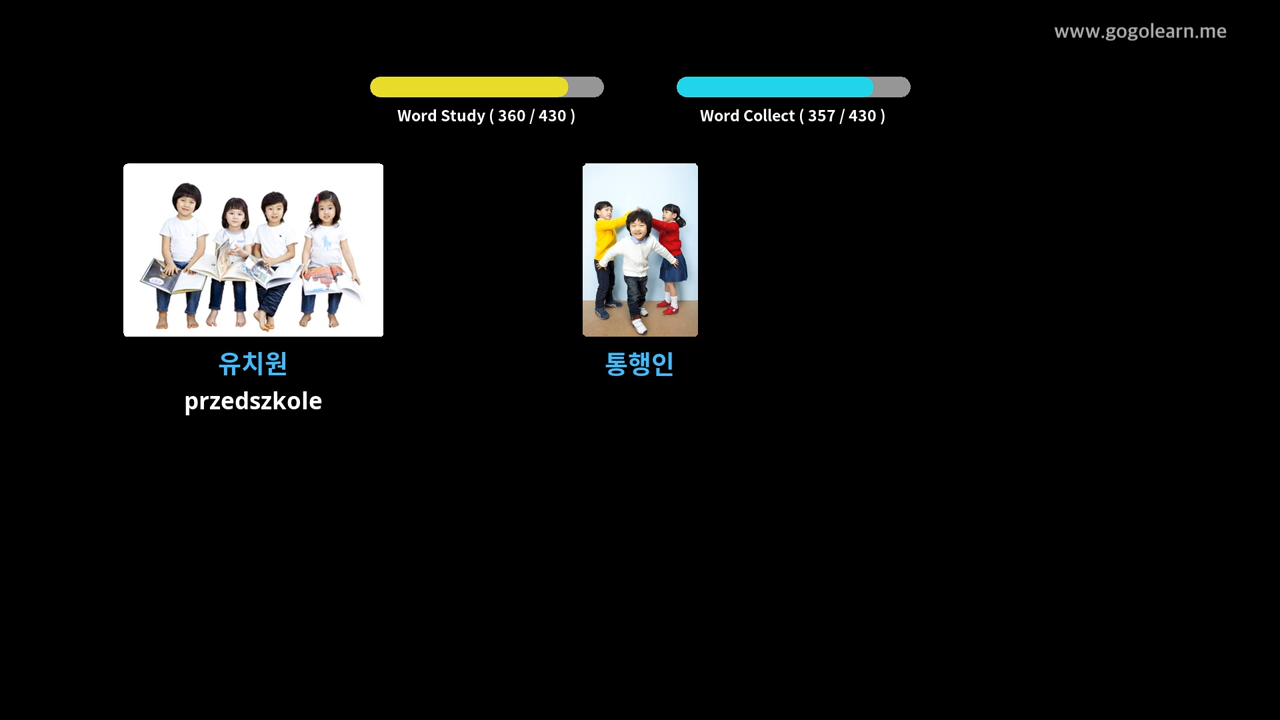 www.gogolearn.me
Word Study ( 360 / 430 )
Word Collect ( 357 / 430 )
유치원
przedszkole
통행인